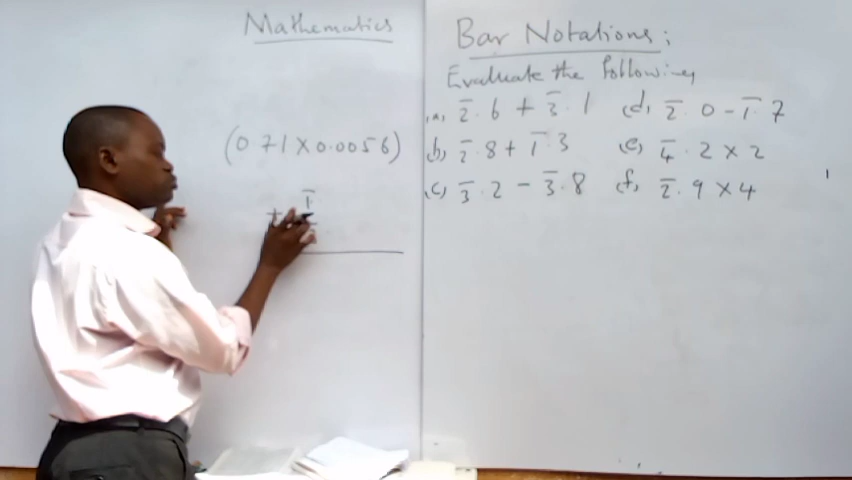 Mathematics
(0.71 X 0.0056)
1̄
+
Bar Notations:
Evaluate the following
(a) 2̄.6 + 3̄.1
(d) 2̄.0 - 1̄.7
(b) 2̄.8 + 1̄.3
(e) 4̄.2 X 2
(c) 3̄.2 - 3̄.8
(f) 2̄.9 X 4